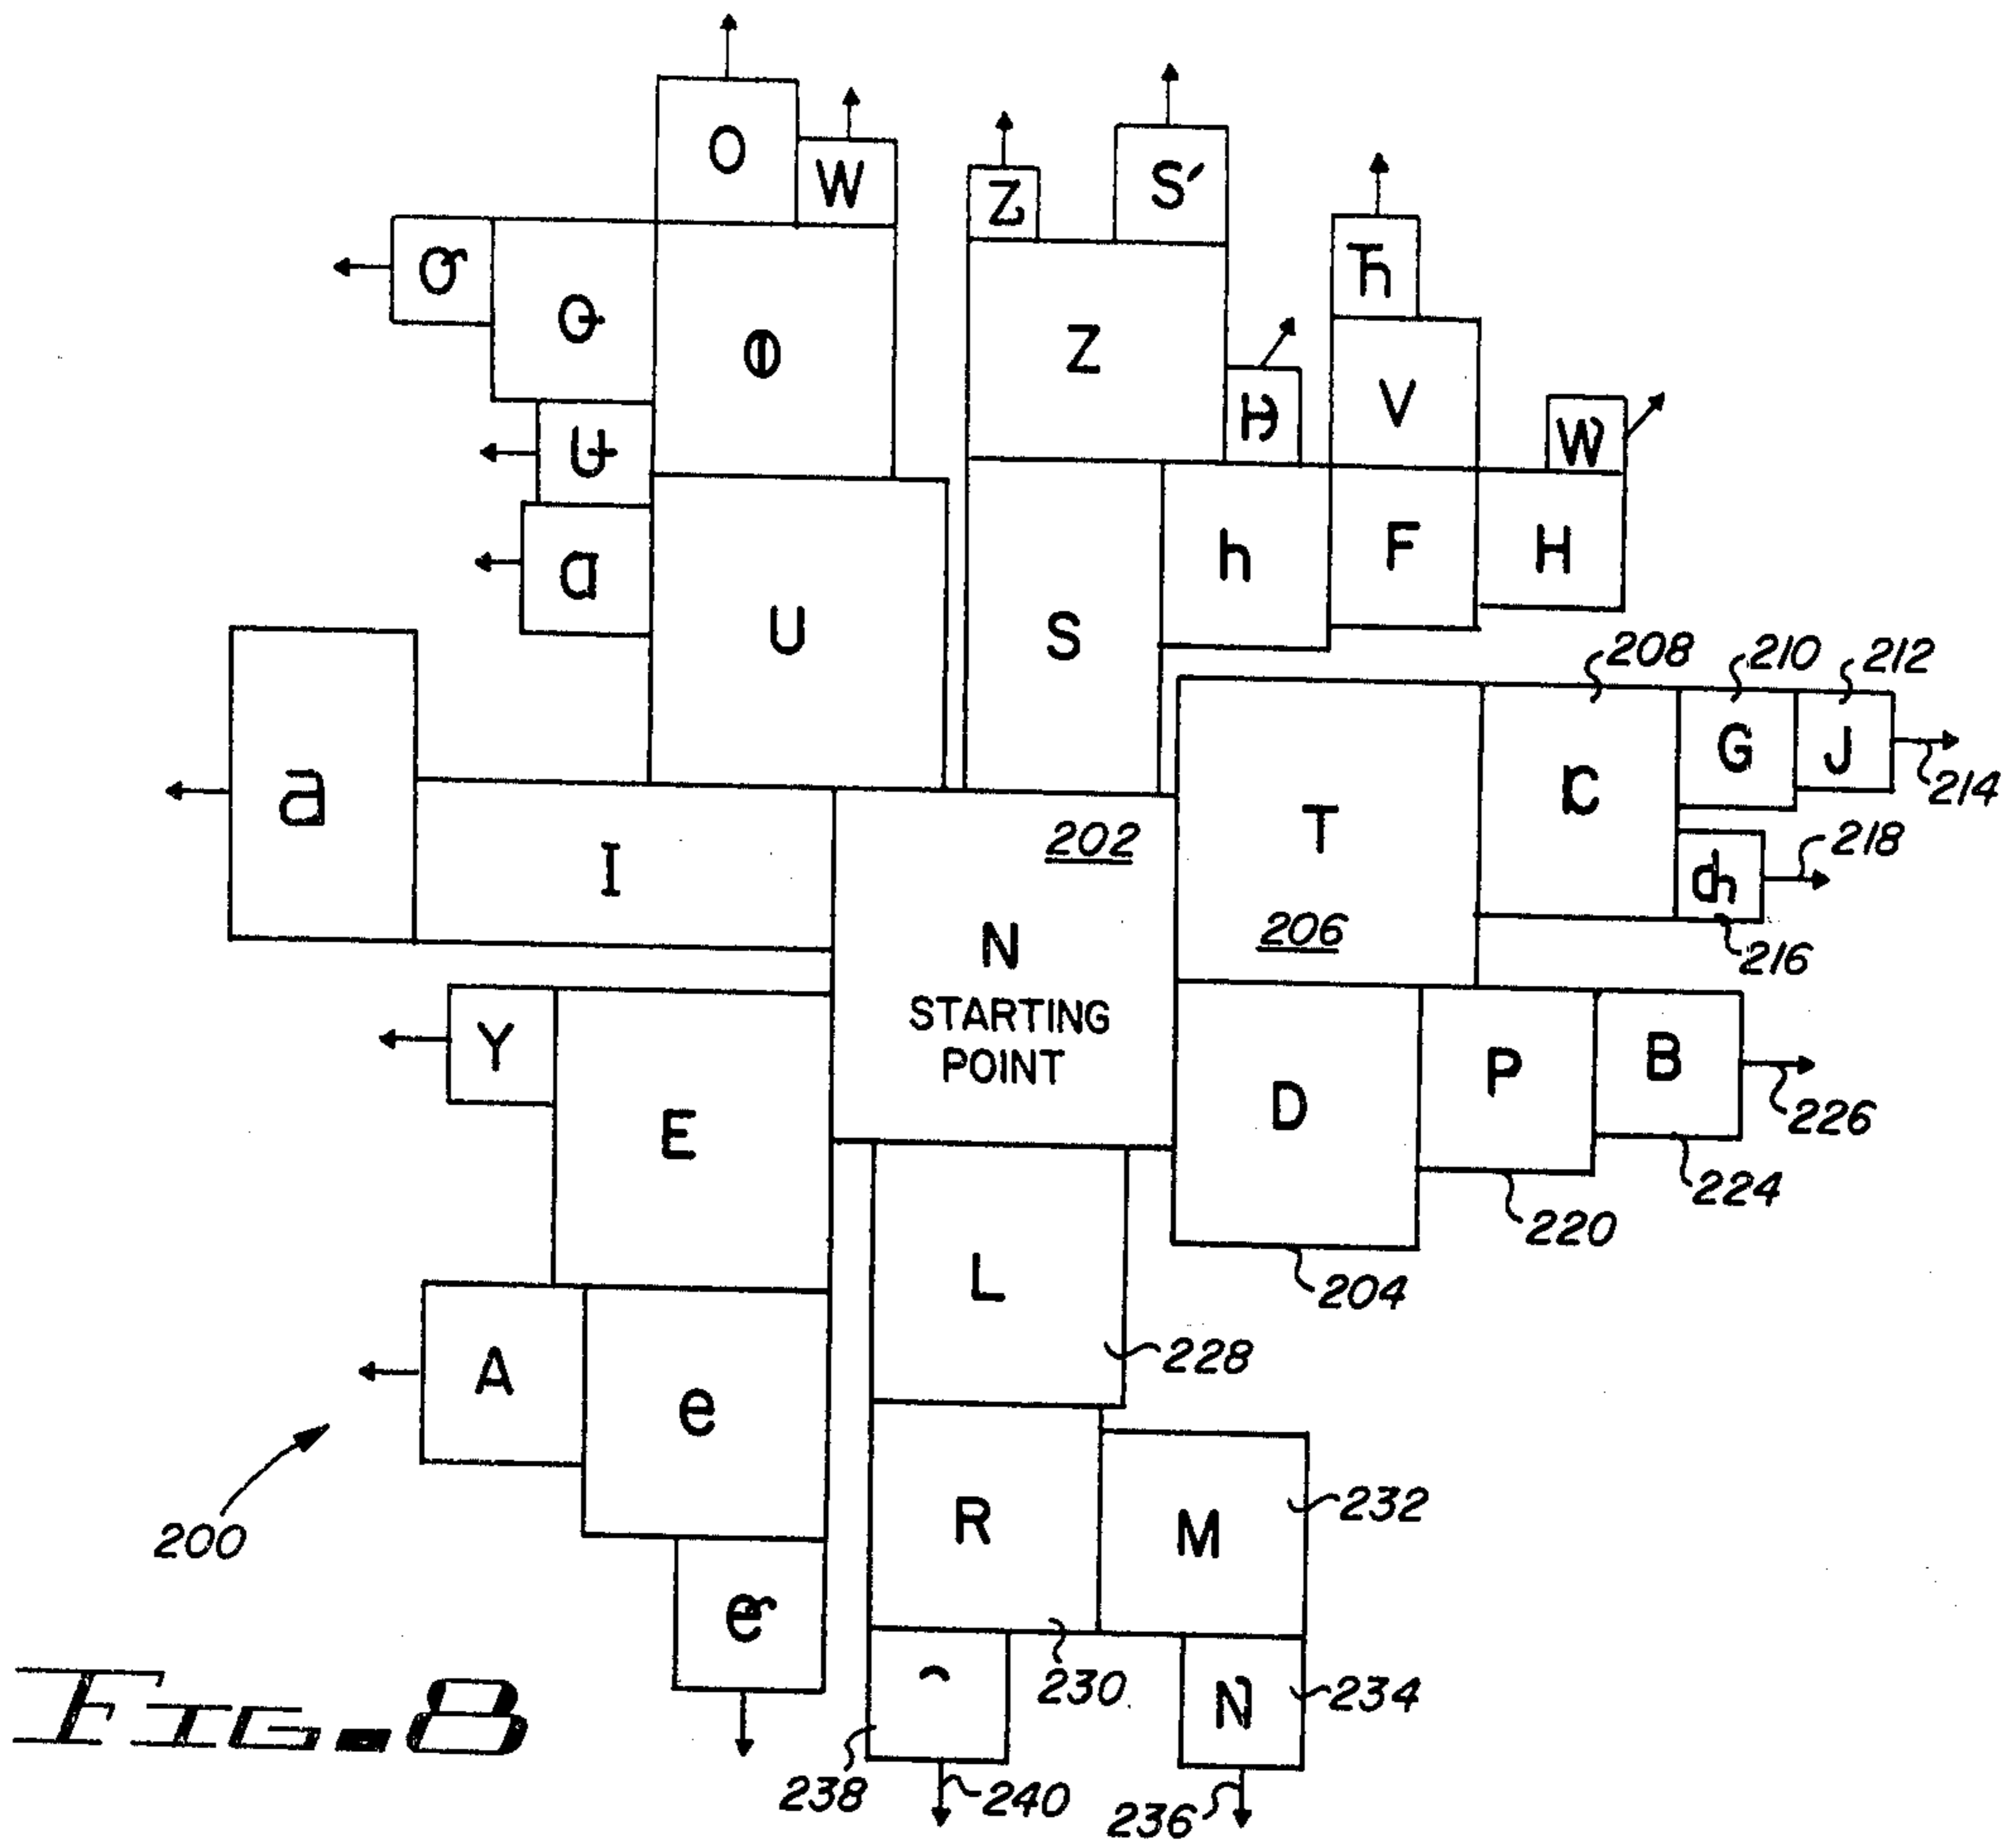 O
W
Z
S′
Z
V
W
h
F
H
a
U
S
208
210
212
G
J
C
214
a
T
202
218
I
206
N
216
STARTING
POINT
Y
E
D
P
B
226
224
220
204
L
A
e
228
R
M
232
200
230
234
238
240
236
FIG-8